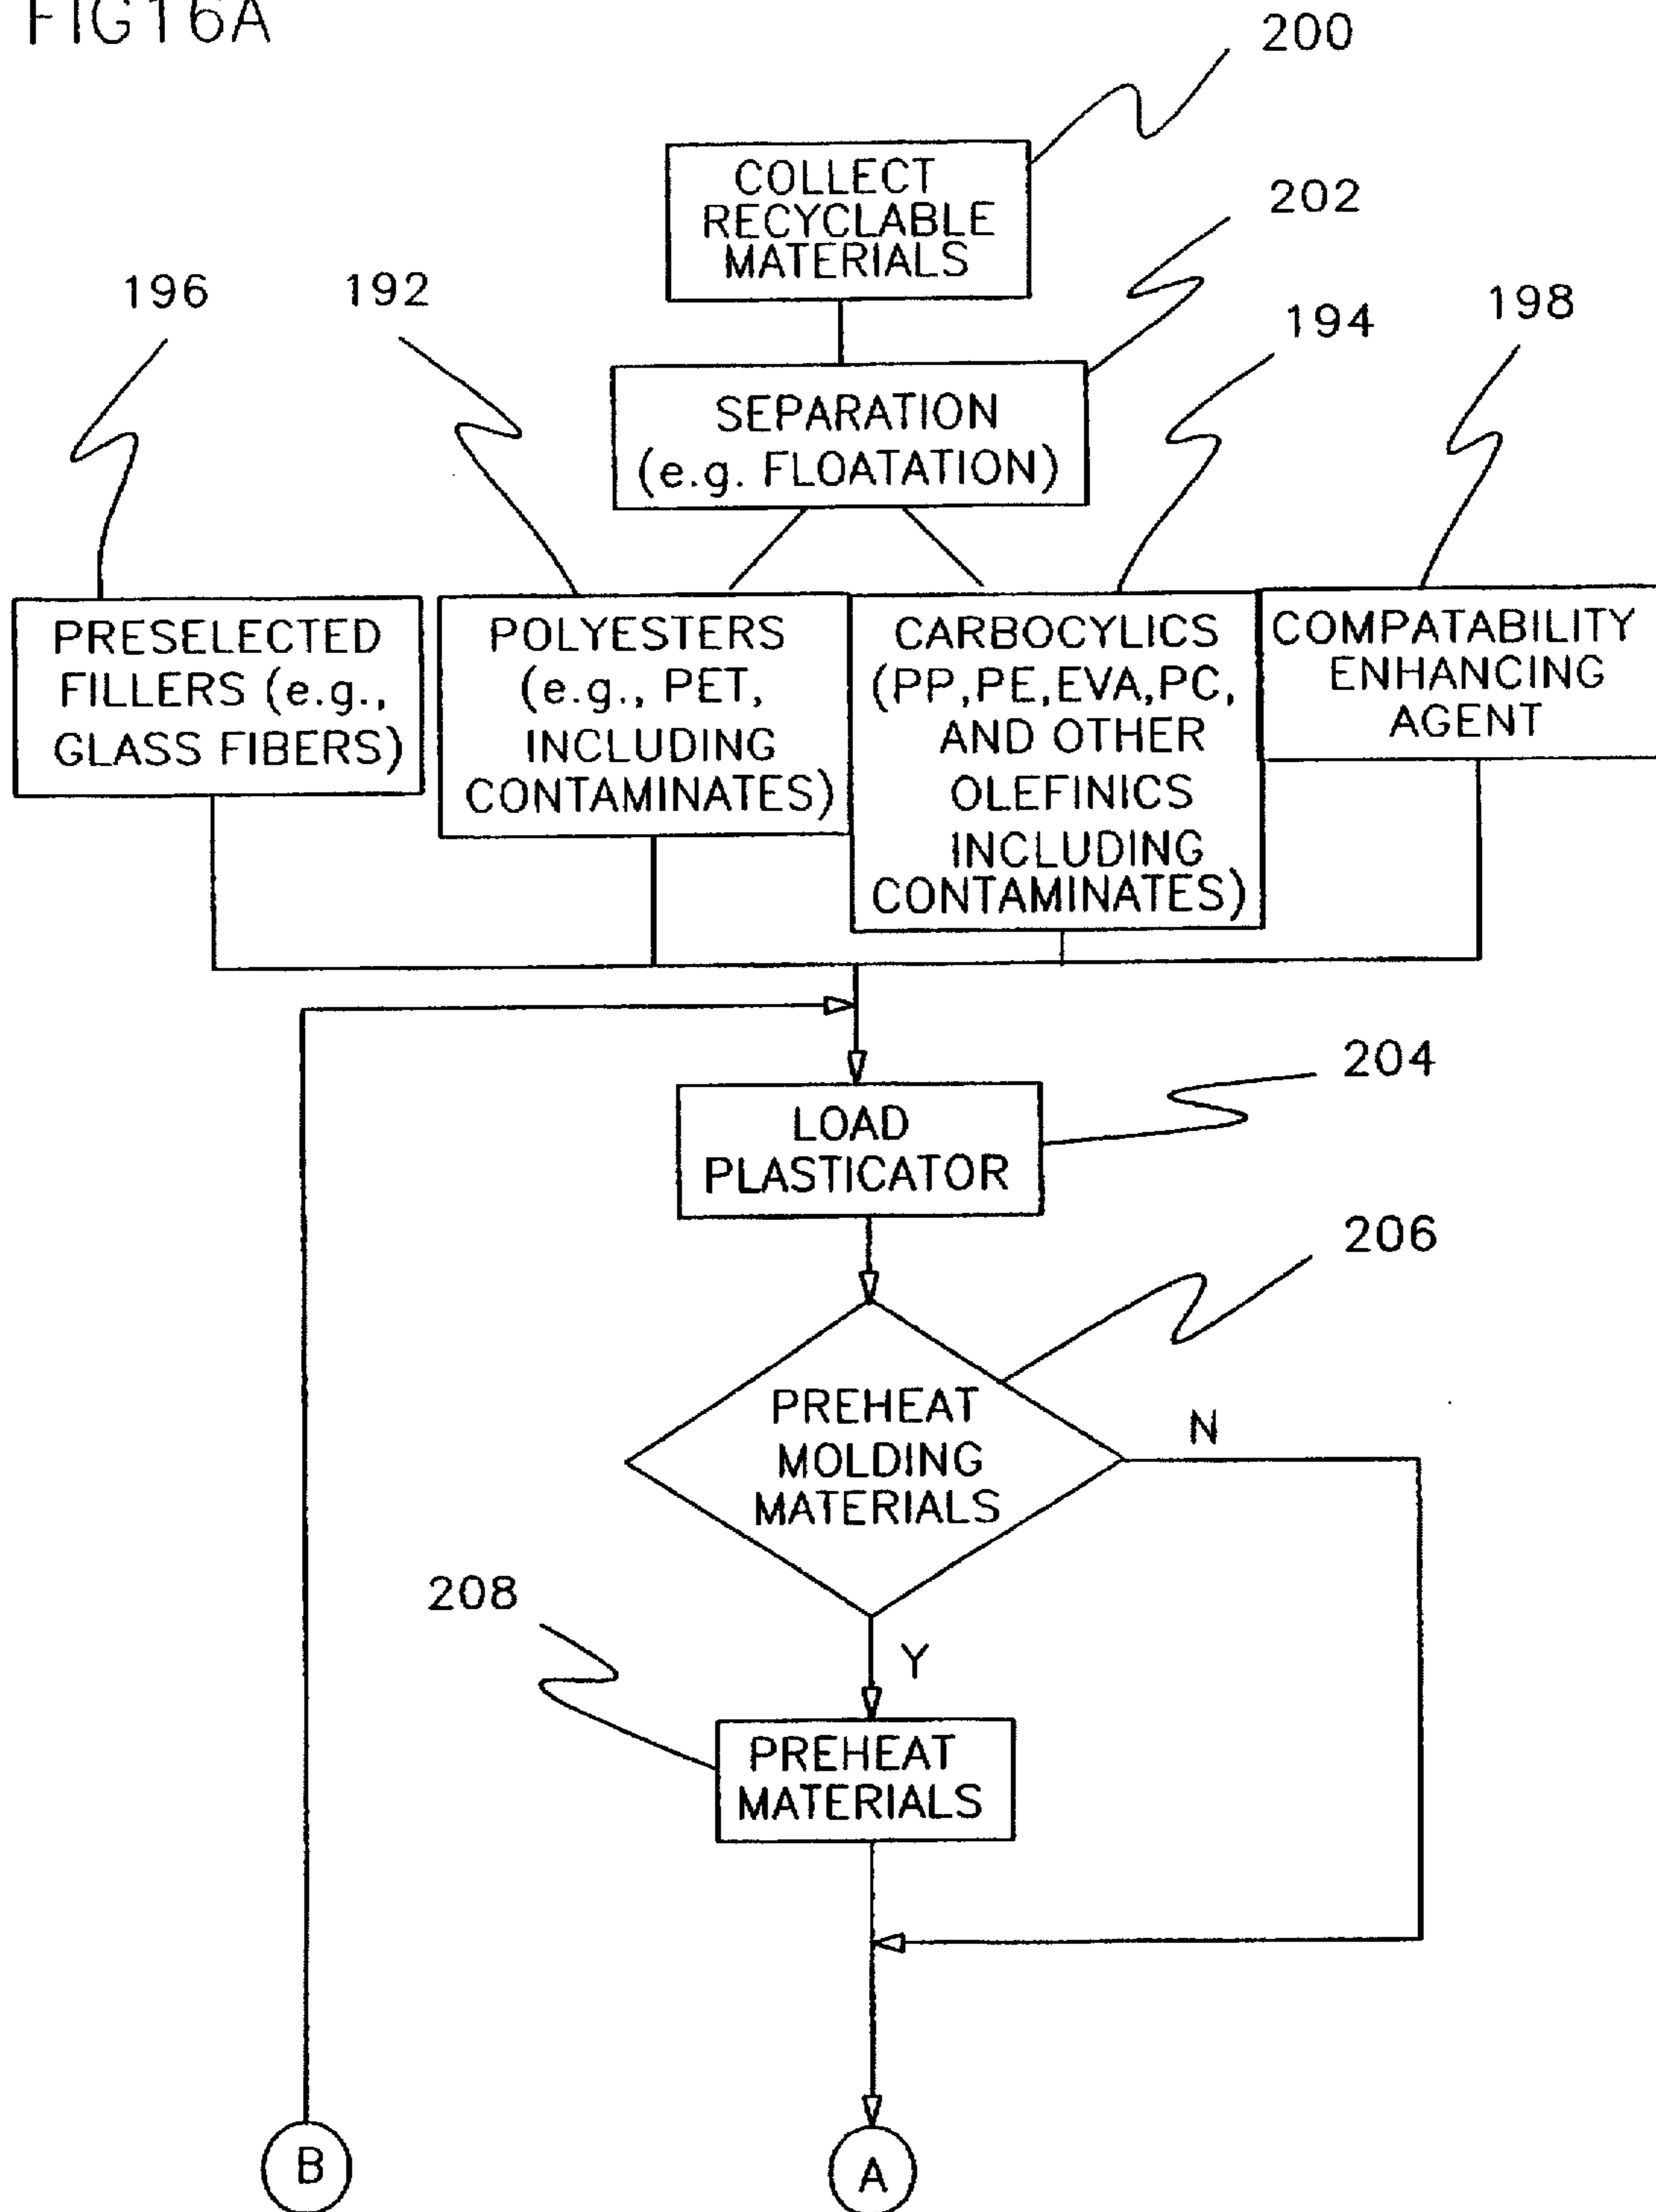 FIG16A
200
COLLECT
RECYCLABLE
MATERIALS
202
SEPARATION
(e.g. FLOATATION)
196
192
194
198
PRESELECTED
FILLERS (e.g.,
GLASS FIBERS)
POLYESTERS
(e.g., PET,
INCLUDING
CONTAMINATES)
CARBOCYLICS
(PP,PE,EVA,PC,
AND OTHER
OLEFINICS
INCLUDING
CONTAMINATES)
COMPATABILITY
ENHANCING
AGENT
204
LOAD
PLASTICATOR
206
PREHEAT
MOLDING
MATERIALS
N
Y
208
PREHEAT
MATERIALS
B
A